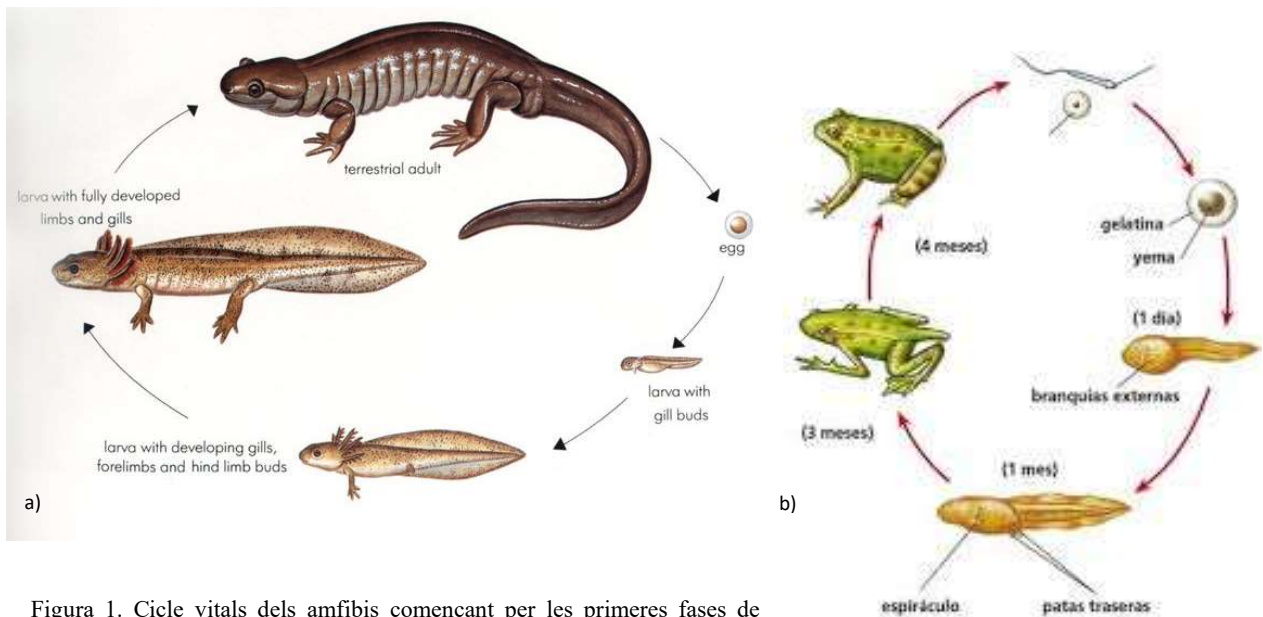 terrestrial adult
larva with fully developed
limbs and gills
egg
larva with
gill buds
larva with developing gills,
forelimbs and hind limb buds
a)
gelatina
yema
(4 meses)
(1 día)
branquias externas
(3 meses)
(1 mes)
b)
espiráculo
patas traseras
Figura 1. Cicle vitals dels amfibis començant per les primeres fases de